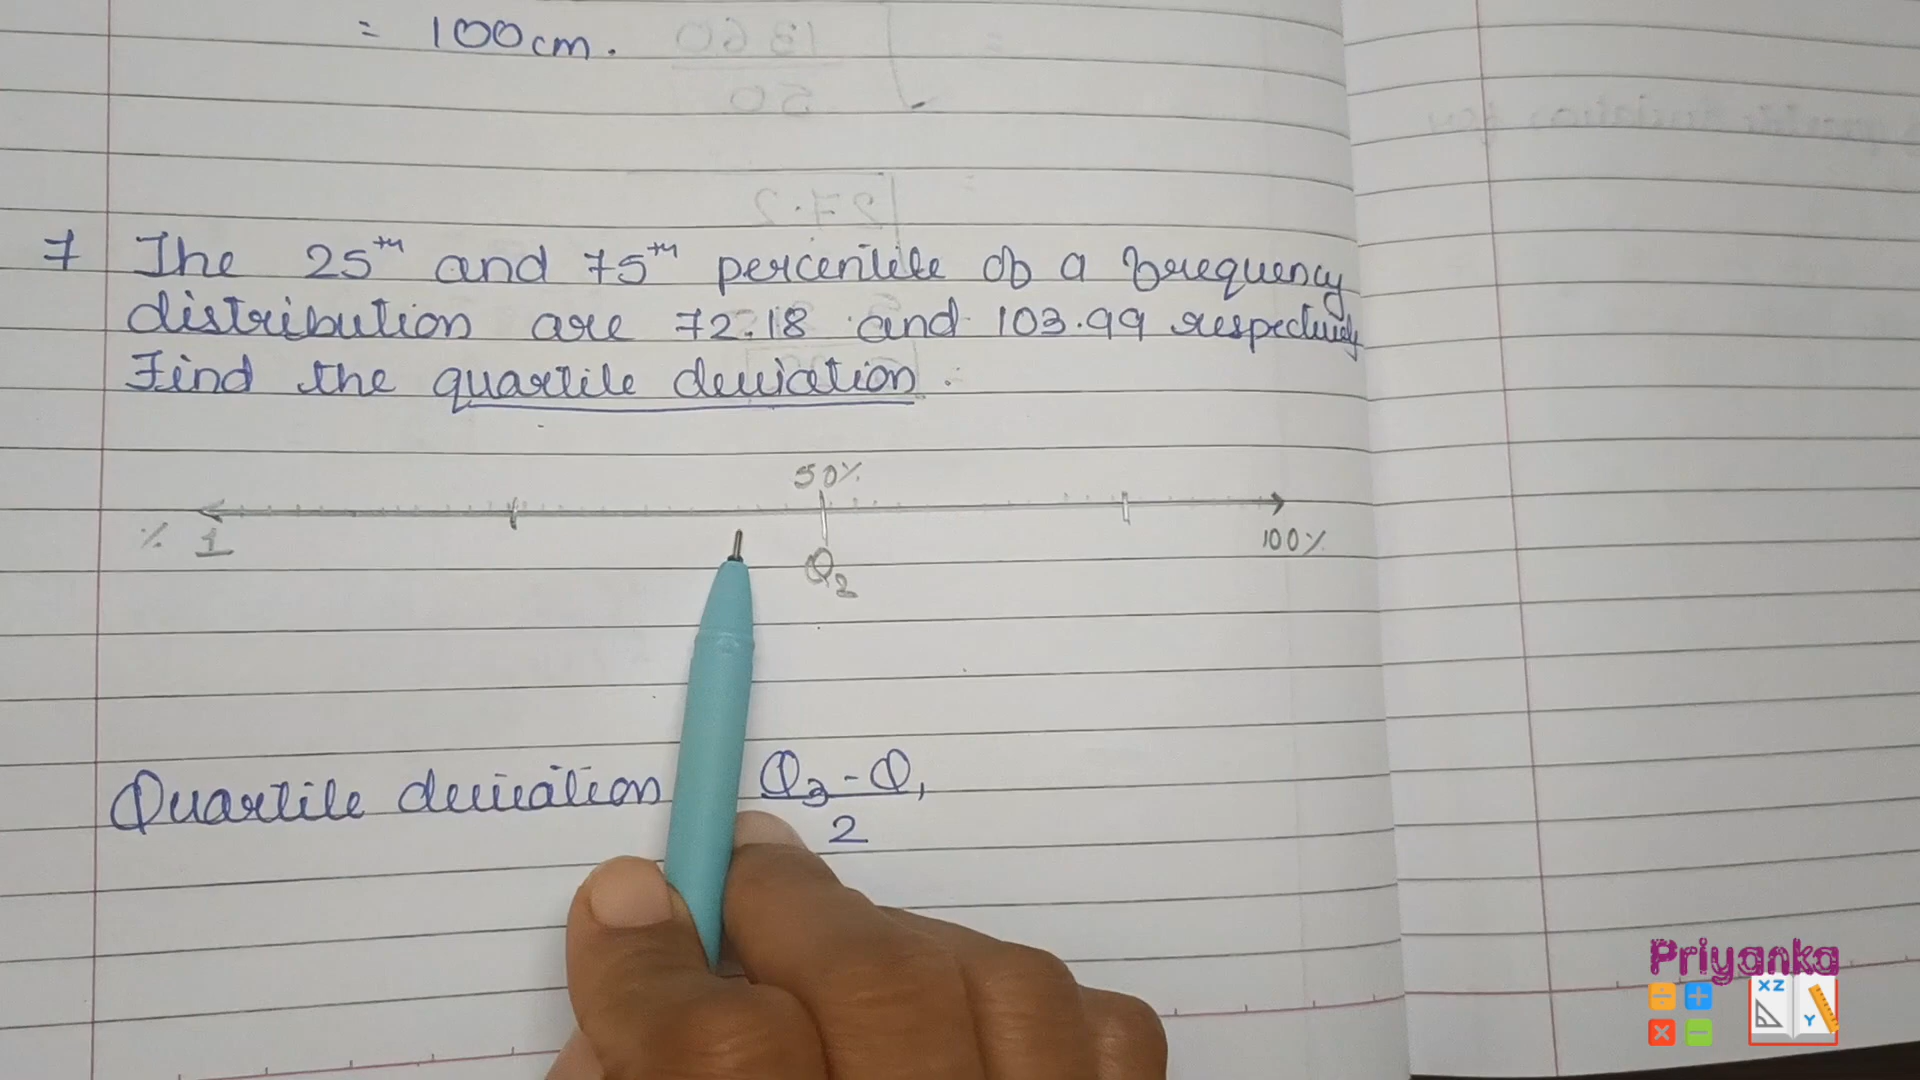 = 100cm.
7 The 25th and 75th percentile of a frequency
distribution are 72.18 and 103.99 respectively
Find the quartile deviation.
50%
% 1
100%
Q2
Quartile deviation Q3 - Q1
2
Priyanka
XZ
Y